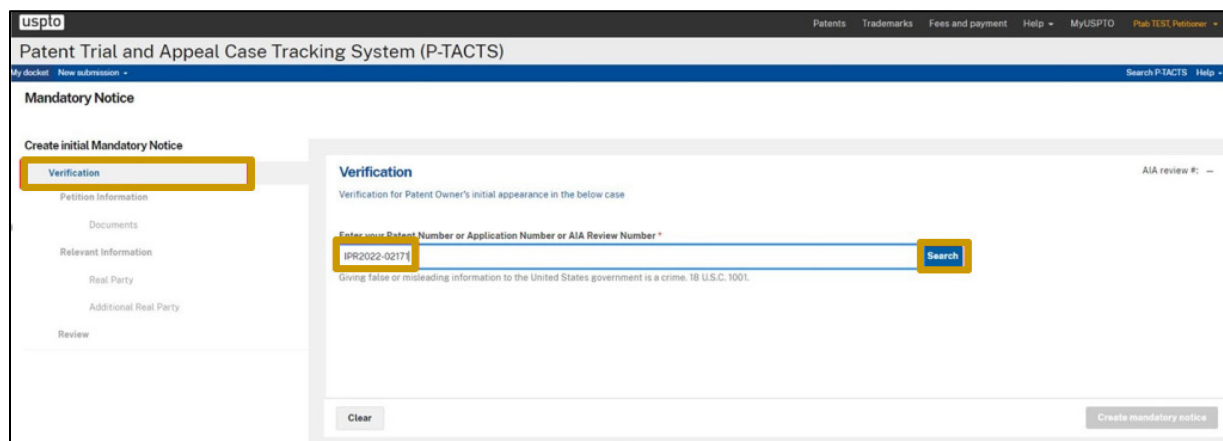 uspto
Patents Trademarks Fees and payment Help MyUSPTO Ptab TEST, Petitioner
Patent Trial and Appeal Case Tracking System (P-TACTS)
My docket New submission Search P-TACTS Help
Mandatory Notice
Create initial Mandatory Notice
Verification
Petition Information
Documents
Relevant Information
Real Party
Additional Real Party
Review
Verification
AIA review #: --
Verification for Patent Owner's initial appearance in the below case
Enter your Patent Number or Application Number or AIA Review Number *
IPR2022-02171
Search
Giving false or misleading information to the United States government is a crime. 18 U.S.C. 1001.
Clear
Create mandatory notice